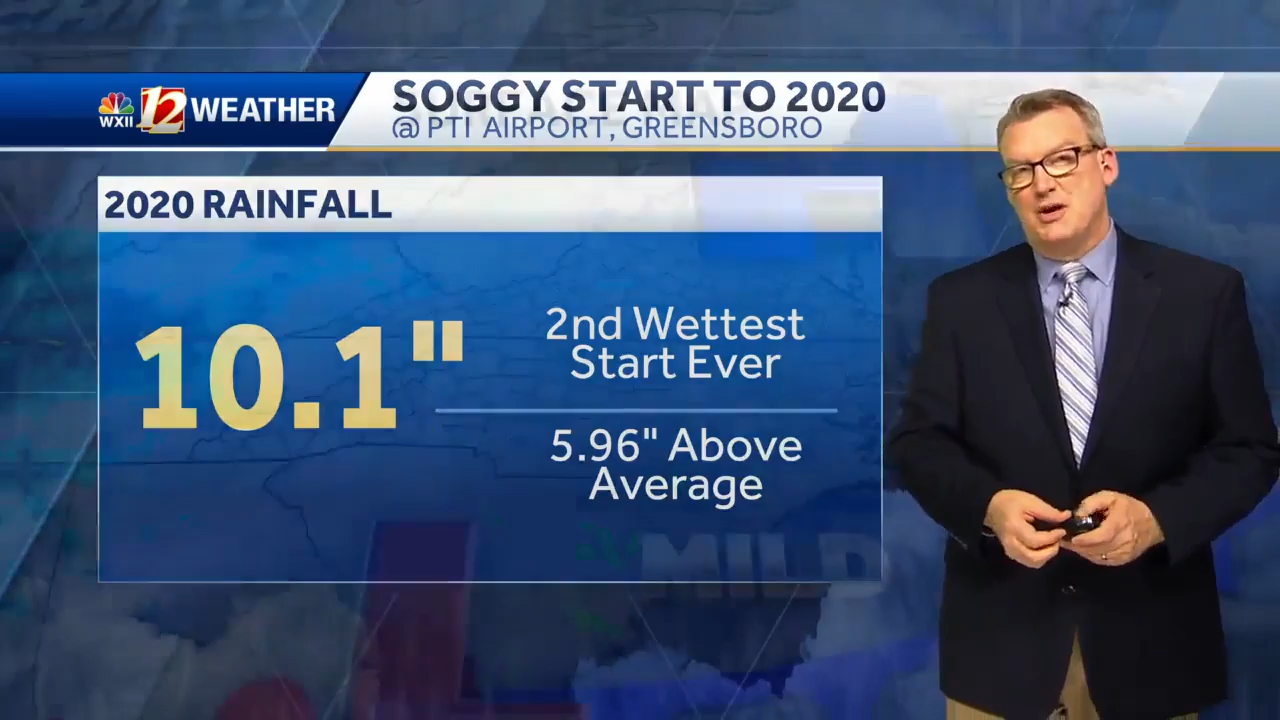 WXII 12 WEATHER
SOGGY START TO 2020
@ PTI AIRPORT, GREENSBORO
2020 RAINFALL
10.1"
2nd Wettest
Start Ever
5.96" Above
Average
MILD